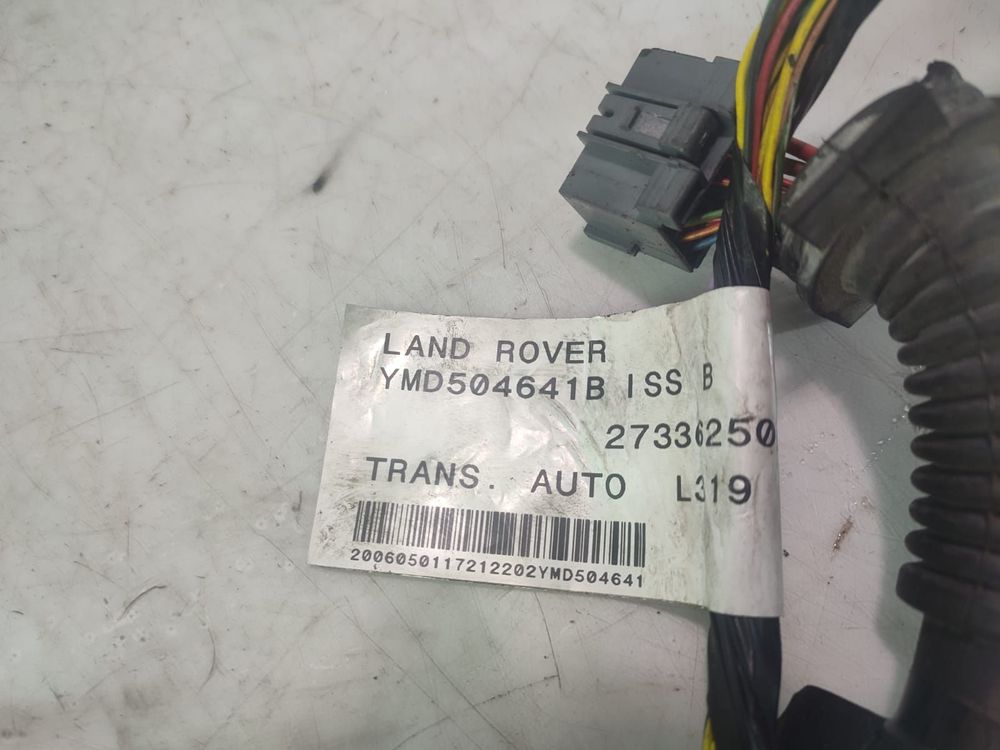 LAND ROVER
YMD504641B ISS B
27336250
TRANS. AUTO L319
2006050117212202YMD504641